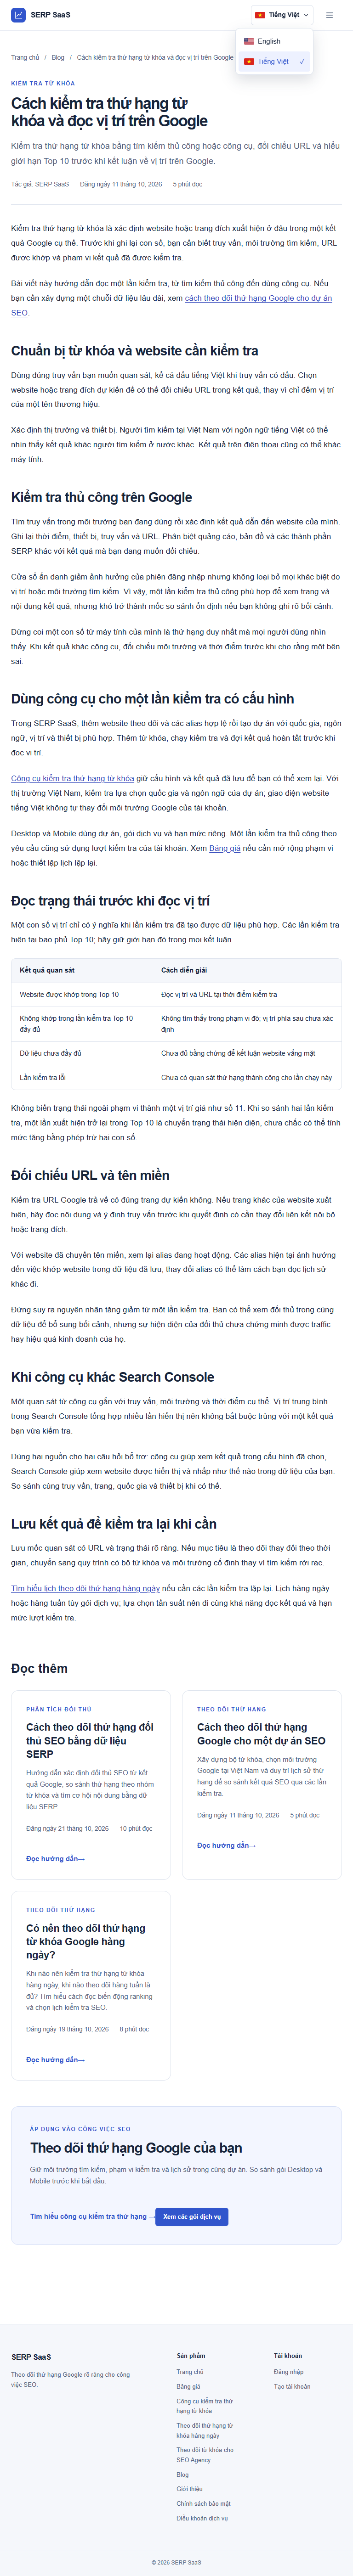 SERP SaaS
Tiếng Việt
English
Tiếng Việt ✓
Trang chủ / Blog / Cách kiểm tra thứ hạng từ khóa và đọc vị trí trên Google
KIỂM TRA TỪ KHÓA
Cách kiểm tra thứ hạng từ
khóa và đọc vị trí trên Google
Kiểm tra thứ hạng từ khóa bằng tìm kiếm thủ công hoặc công cụ, đối chiếu URL và hiểu
giới hạn Top 10 trước khi kết luận về vị trí trên Google.
Tác giả: SERP SaaS Đăng ngày 11 tháng 10, 2026 5 phút đọc
Kiểm tra thứ hạng từ khóa là xác định website hoặc trang đích xuất hiện ở đâu trong một kết
quả Google cụ thể. Trước khi ghi lại con số, bạn cần biết truy vấn, môi trường tìm kiếm, URL
được khớp và phạm vi kết quả đã được kiểm tra.
Bài viết này hướng dẫn đọc một lần kiểm tra, từ tìm kiếm thủ công đến dùng công cụ. Nếu
bạn cần xây dựng một chuỗi dữ liệu lâu dài, xem cách theo dõi thứ hạng Google cho dự án
SEO.
Chuẩn bị từ khóa và website cần kiểm tra
Dùng đúng truy vấn bạn muốn quan sát, kể cả dấu tiếng Việt khi truy vấn có dấu. Chọn
website hoặc trang đích dự kiến để có thể đối chiếu URL trong kết quả, thay vì chỉ đếm vị trí
của một tên thương hiệu.
Xác định thị trường và thiết bị. Người tìm kiếm tại Việt Nam với ngôn ngữ tiếng Việt có thể
nhìn thấy kết quả khác người tìm kiếm ở nước khác. Kết quả trên điện thoại cũng có thể khác
máy tính.
Kiểm tra thủ công trên Google
Tìm truy vấn trong môi trường bạn đang dùng rồi xác định kết quả dẫn đến website của mình.
Ghi lại thời điểm, thiết bị, truy vấn và URL. Phân biệt quảng cáo, bản đồ và các thành phần
SERP khác với kết quả mà bạn đang muốn đối chiếu.
Cửa sổ ẩn danh giảm ảnh hưởng của phiên đăng nhập nhưng không loại bỏ mọi khác biệt do
vị trí hoặc môi trường tìm kiếm. Vì vậy, một lần kiểm tra thủ công phù hợp để xem trang và
nội dung kết quả, nhưng khó trở thành mốc so sánh ổn định nếu bạn không ghi rõ bối cảnh.
Đừng coi một con số từ máy tính của mình là thứ hạng duy nhất mà mọi người dùng nhìn
thấy. Khi kết quả khác công cụ, đối chiếu môi trường và thời điểm trước khi cho rằng một bên
sai.
Dùng công cụ cho một lần kiểm tra có cấu hình
Trong SERP SaaS, thêm website theo dõi và các alias hợp lệ rồi tạo dự án với quốc gia, ngôn
ngữ, vị trí và thiết bị phù hợp. Thêm từ khóa, chạy kiểm tra và đợi kết quả hoàn tất trước khi
đọc vị trí.
Công cụ kiểm tra thứ hạng từ khóa giữ cấu hình và kết quả đã lưu để bạn có thể xem lại. Với
thị trường Việt Nam, kiểm tra lựa chọn quốc gia và ngôn ngữ của dự án; giao diện website
tiếng Việt không tự thay đổi môi trường Google của tài khoản.
Desktop và Mobile dùng dự án, gói dịch vụ và hạn mức riêng. Một lần kiểm tra thủ công theo
yêu cầu cũng sử dụng lượt kiểm tra của tài khoản. Xem Bảng giá nếu cần mở rộng phạm vi
hoặc thiết lập lịch lặp lại.
Đọc trạng thái trước khi đọc vị trí
Một con số vị trí chỉ có ý nghĩa khi lần kiểm tra đã tạo được dữ liệu phù hợp. Các lần kiểm tra
hiện tại bao phủ Top 10; hãy giữ giới hạn đó trong mọi kết luận.
Kết quả quan sát Cách diễn giải
Website được khớp trong Top 10 Đọc vị trí và URL tại thời điểm kiểm tra
Không khớp trong lần kiểm tra Top 10 Không tìm thấy trong phạm vi đó; vị trí phía sau chưa xác
đầy đủ định
Dữ liệu chưa đầy đủ Chưa đủ bằng chứng để kết luận website vắng mặt
Lần kiểm tra lỗi Chưa có quan sát thứ hạng thành công cho lần chạy này
Không biến trạng thái ngoài phạm vi thành một vị trí giả như số 11. Khi so sánh hai lần kiểm
tra, một lần xuất hiện trở lại trong Top 10 là chuyển trạng thái hiện diện, chưa chắc có thể tính
mức tăng bằng phép trừ hai con số.
Đối chiếu URL và tên miền
Kiểm tra URL Google trả về có đúng trang dự kiến không. Nếu trang khác của website xuất
hiện, hãy đọc nội dung và ý định truy vấn trước khi quyết định có cần thay đổi liên kết nội bộ
hoặc trang đích.
Với website đã chuyển tên miền, xem lại alias đang hoạt động. Các alias hiện tại ảnh hưởng
đến việc khớp website trong dữ liệu đã lưu; thay đổi alias có thể làm cách bạn đọc lịch sử
khác đi.
Đừng suy ra nguyên nhân tăng giảm từ một lần kiểm tra. Bạn có thể xem đối thủ trong cùng
dữ liệu để bổ sung bối cảnh, nhưng sự hiện diện của đối thủ chưa chứng minh được traffic
hay hiệu quả kinh doanh của họ.
Khi công cụ khác Search Console
Một quan sát từ công cụ gắn với truy vấn, môi trường và thời điểm cụ thể. Vị trí trung bình
trong Search Console tổng hợp nhiều lần hiển thị nên không bắt buộc trùng với một kết quả
bạn vừa kiểm tra.
Dùng hai nguồn cho hai câu hỏi bổ trợ: công cụ giúp xem kết quả trong cấu hình đã chọn,
Search Console giúp xem website được hiển thị và nhấp như thế nào trong dữ liệu của bạn.
So sánh cùng truy vấn, trang, quốc gia và thiết bị khi có thể.
Lưu kết quả để kiểm tra lại khi cần
Lưu mốc quan sát có URL và trạng thái rõ ràng. Nếu mục tiêu là theo dõi thay đổi theo thời
gian, chuyển sang quy trình có bộ từ khóa và môi trường cố định thay vì tìm kiếm rời rạc.
Tìm hiểu lịch theo dõi thứ hạng hàng ngày nếu cần các lần kiểm tra lặp lại. Lịch hàng ngày
hoặc hàng tuần tùy gói dịch vụ; lựa chọn tần suất nên đi cùng khả năng đọc kết quả và hạn
mức lượt kiểm tra.
Đọc thêm
PHÂN TÍCH ĐỐI THỦ
Cách theo dõi thứ hạng đối
thủ SEO bằng dữ liệu
SERP
Hướng dẫn xác định đối thủ SEO từ kết
quả Google, so sánh thứ hạng theo nhóm
từ khóa và tìm cơ hội nội dung bằng dữ
liệu SERP.
Đăng ngày 21 tháng 10, 2026 10 phút đọc
Đọc hướng dẫn→
THEO DÕI THỨ HẠNG
Cách theo dõi thứ hạng
Google cho một dự án SEO
Xây dựng bộ từ khóa, chọn môi trường
Google tại Việt Nam và duy trì lịch sử thứ
hạng để so sánh kết quả SEO qua các lần
kiểm tra.
Đăng ngày 11 tháng 10, 2026 5 phút đọc
Đọc hướng dẫn→
THEO DÕI THỨ HẠNG
Có nên theo dõi thứ hạng
từ khóa Google hàng
ngày?
Khi nào nên kiểm tra thứ hạng từ khóa
hàng ngày, khi nào theo dõi hàng tuần là
đủ? Tìm hiểu cách đọc biến động ranking
và chọn lịch kiểm tra SEO.
Đăng ngày 19 tháng 10, 2026 8 phút đọc
Đọc hướng dẫn→
ÁP DỤNG VÀO CÔNG VIỆC SEO
Theo dõi thứ hạng Google của bạn
Giữ môi trường tìm kiếm, phạm vi kiểm tra và lịch sử trong cùng dự án. So sánh gói Desktop và
Mobile trước khi bắt đầu.
Tìm hiểu công cụ kiểm tra thứ hạng → Xem các gói dịch vụ
SERP SaaS
Theo dõi thứ hạng Google rõ ràng cho công
việc SEO.
Sản phẩm
Trang chủ
Bảng giá
Công cụ kiểm tra thứ
hạng từ khóa
Theo dõi thứ hạng từ
khóa hàng ngày
Theo dõi từ khóa cho
SEO Agency
Blog
Giới thiệu
Chính sách bảo mật
Điều khoản dịch vụ
Tài khoản
Đăng nhập
Tạo tài khoản
© 2026 SERP SaaS